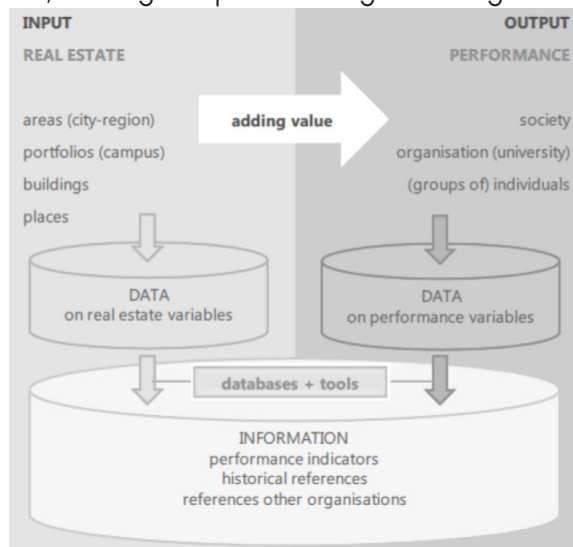 INPUT
OUTPUT
REAL ESTATE
PERFORMANCE
areas (city-region)
adding value
society
portfolios (campus)
organisation (university)
buildings
(groups of) individuals
places
DATA
on real estate variables
DATA
on performance variables
databases + tools
INFORMATION
performance indicators
historical references
references other organisations